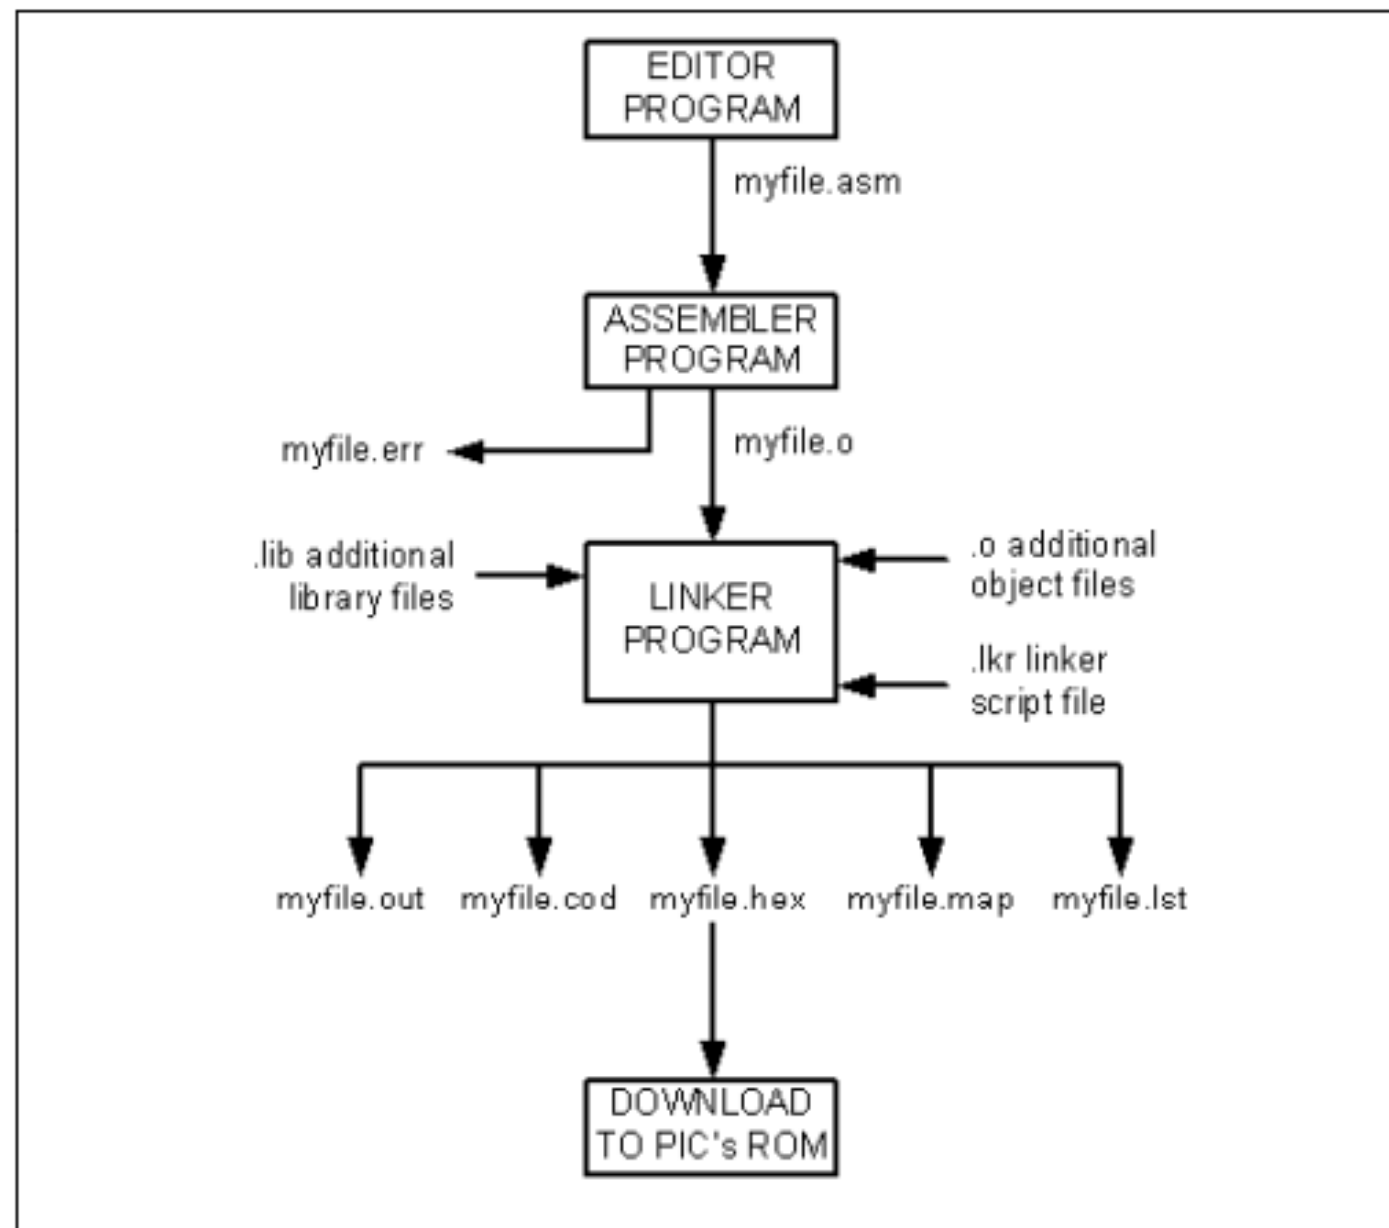 EDITOR
PROGRAM
myfile.asm
ASSEMBLER
PROGRAM
myfile.err
myfile.o
.lib additional
library files
LINKER
PROGRAM
.o additional
object files
.lkr linker
script file
myfile.out
myfile.cod
myfile.hex
myfile.map
myfile.lst
DOWNLOAD
TO PIC's ROM